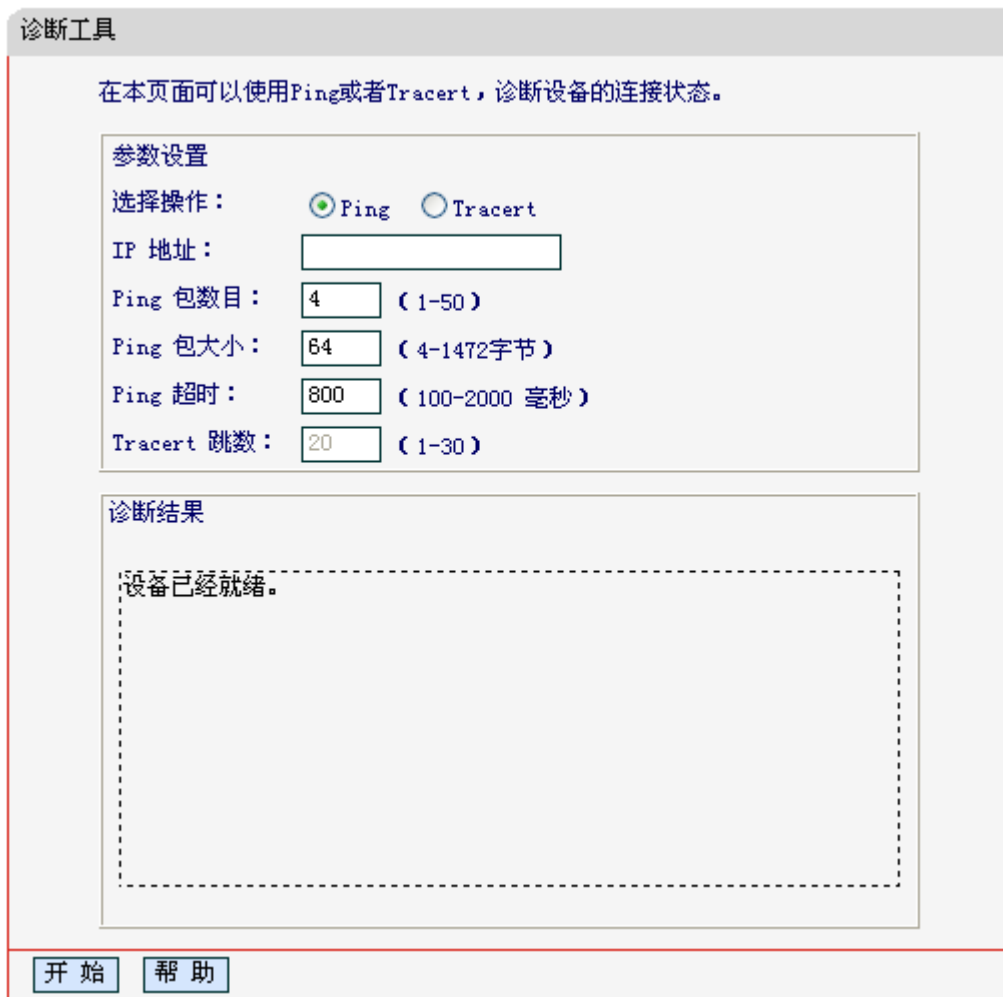 诊断工具
在本页面可以使用Ping或者Tracert，诊断设备的连接状态。
参数设置
选择操作： Ping Tracert
IP 地址：
Ping 包数目： 4 （1-50）
Ping 包大小： 64 （4-1472字节）
Ping 超时： 800 （100-2000 毫秒）
Tracert 跳数： 20 （1-30）
诊断结果
设备已经就绪。
开 始 帮 助